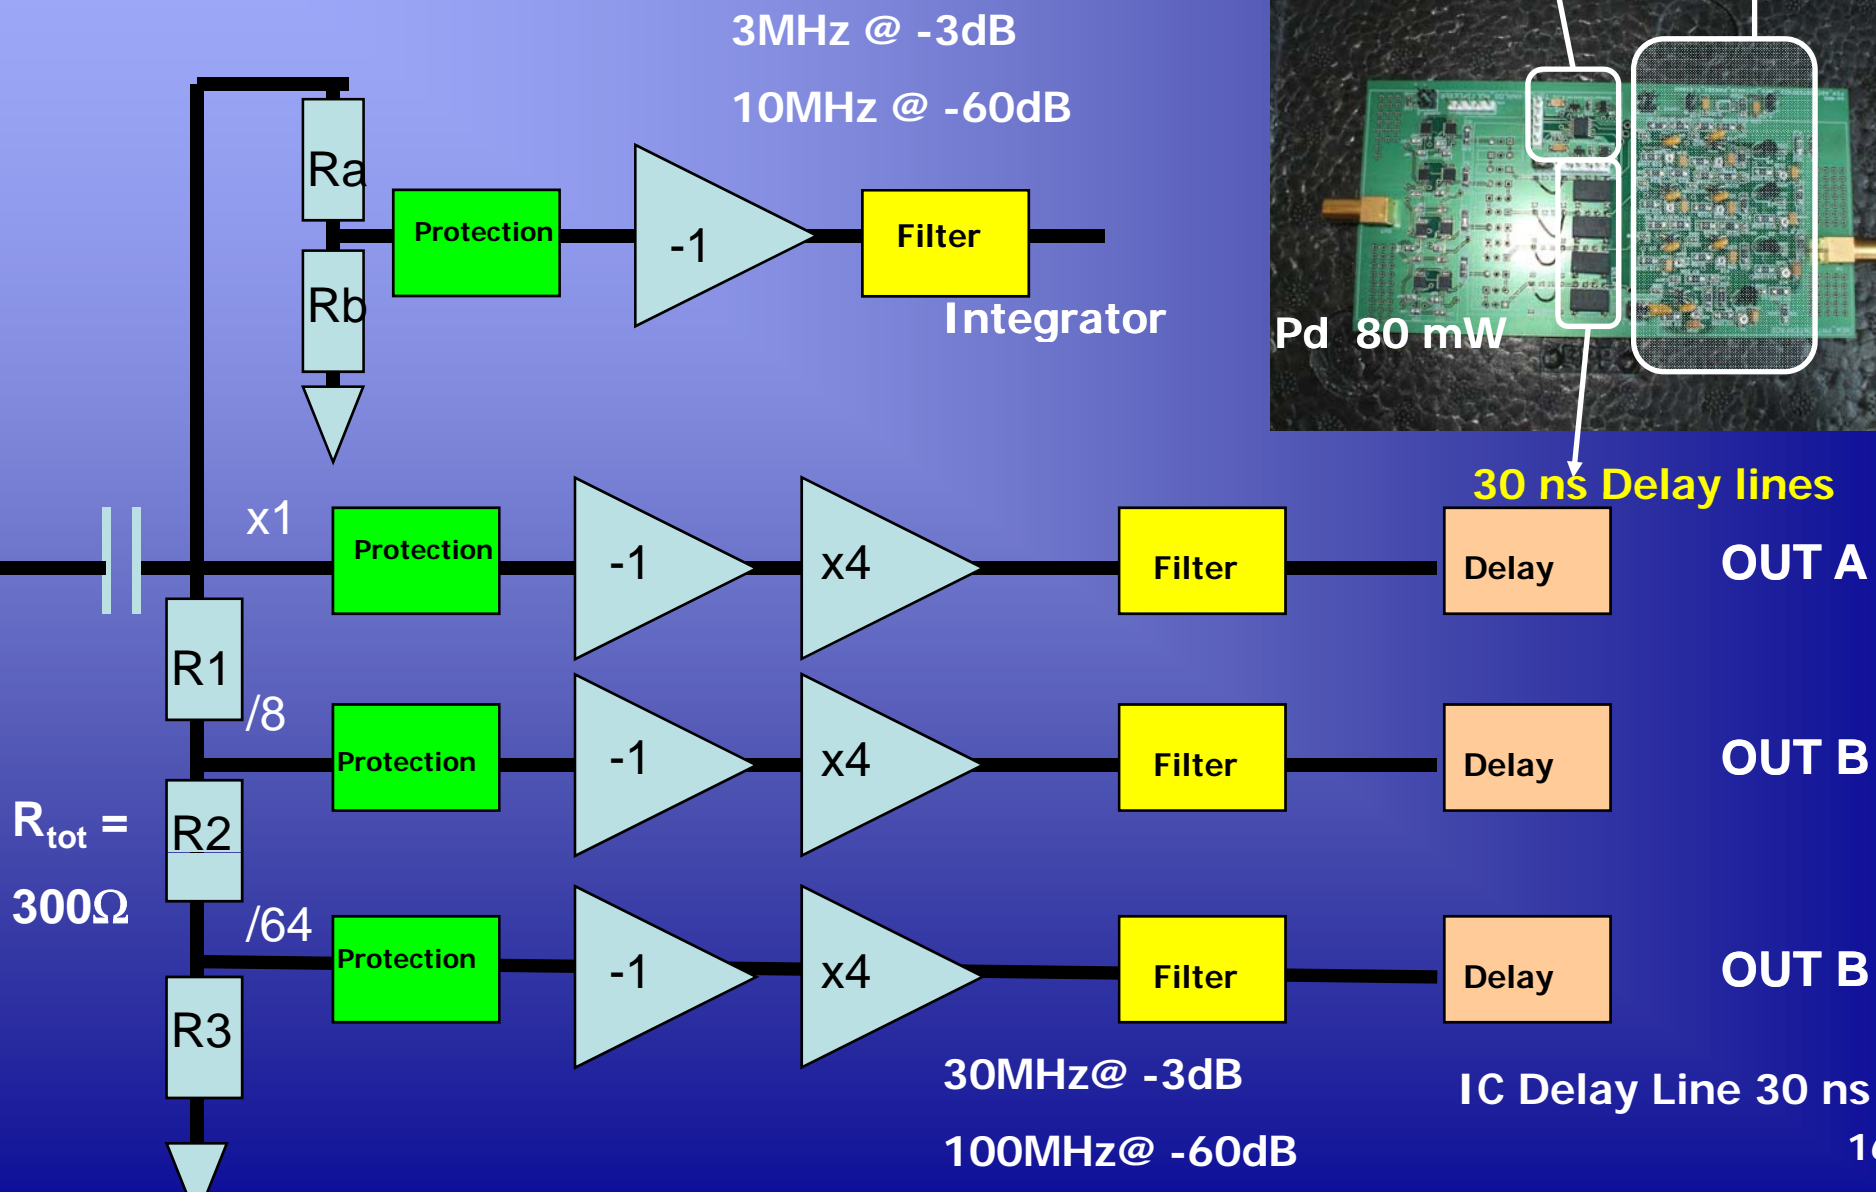 3MHz @ -3dB
10MHz @ -60dB
Ra
Protection
-1
Filter
Rb
Integrator
Pd 80 mW
30 ns Delay lines
x1
Protection
-1
x4
Filter
Delay
OUT A
R1
/8
Protection
-1
x4
Filter
Delay
OUT B
Rtot =
R2
300Ω
/64
Protection
-1
x4
Filter
Delay
OUT B
R3
30MHz@ -3dB
IC Delay Line 30 ns
100MHz@ -60dB